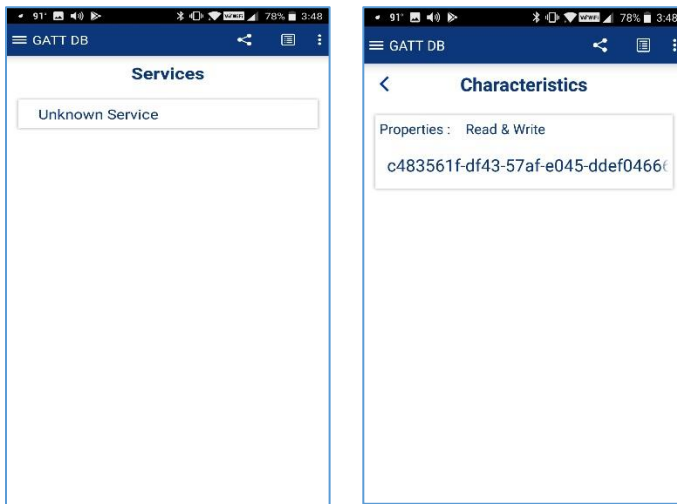 91° 78% 3:48
GATT DB
Services
Unknown Service
91° 78% 3:48
GATT DB
Characteristics
Properties : Read & Write
c483561f-df43-57af-e045-ddef0466